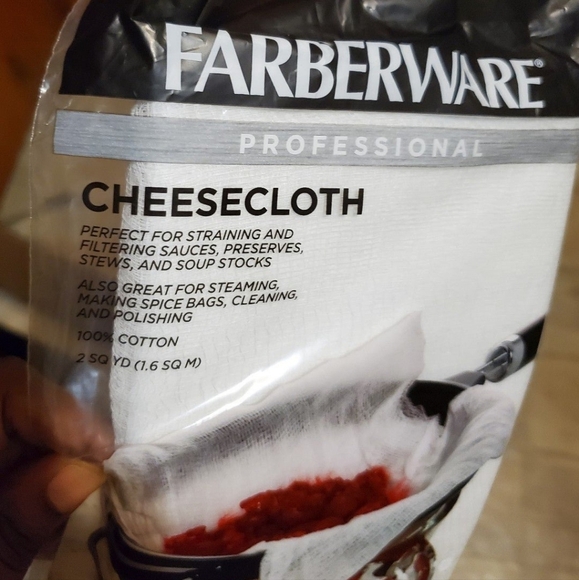 FARBERWARE®
PROFESSIONAL
CHEESECLOTH
PERFECT FOR STRAINING AND
FILTERING SAUCES, PRESERVES,
STEWS, AND SOUP STOCKS
ALSO GREAT FOR STEAMING,
MAKING SPICE BAGS, CLEANING,
AND POLISHING
100% COTTON
2 SQ YD (1.6 SQ M)